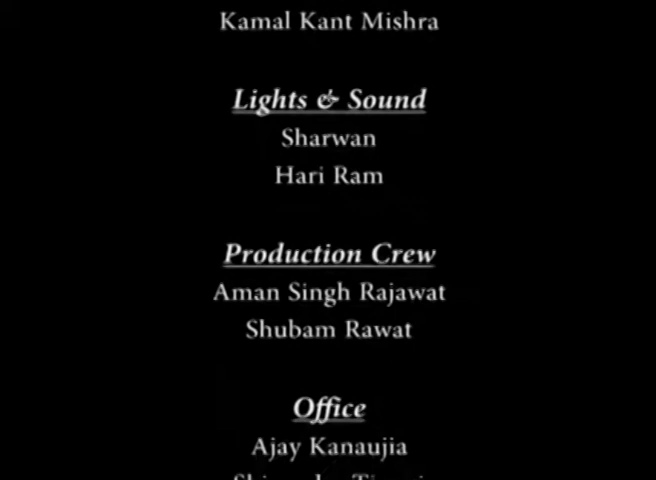 Kamal Kant Mishra
Lights & Sound
Sharwan
Hari Ram
Production Crew
Aman Singh Rajawat
Shubam Rawat
Office
Ajay Kanaujia